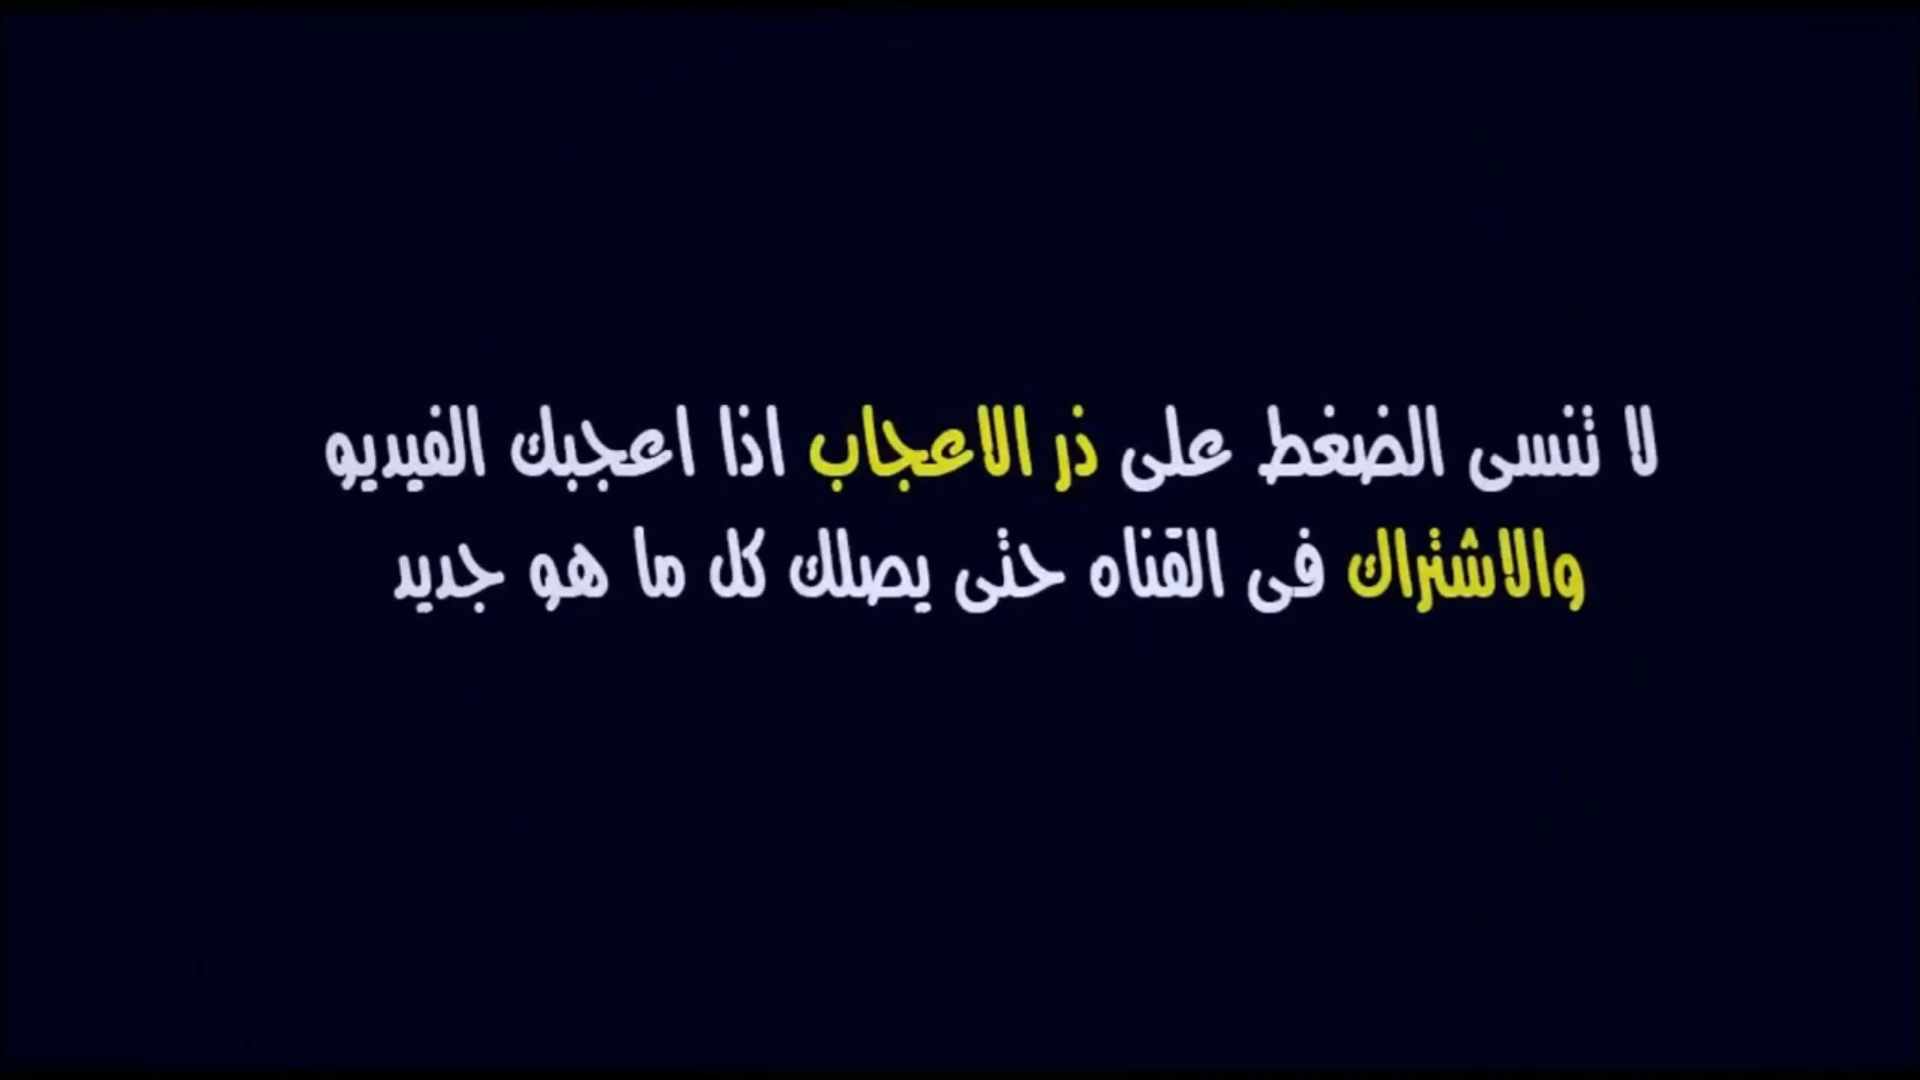 لا تنسى الضغط على ذر الاعجاب اذا اعجبك الفيديو
والاشتراك فى القناه حتى يصلك كل ما هو جديد